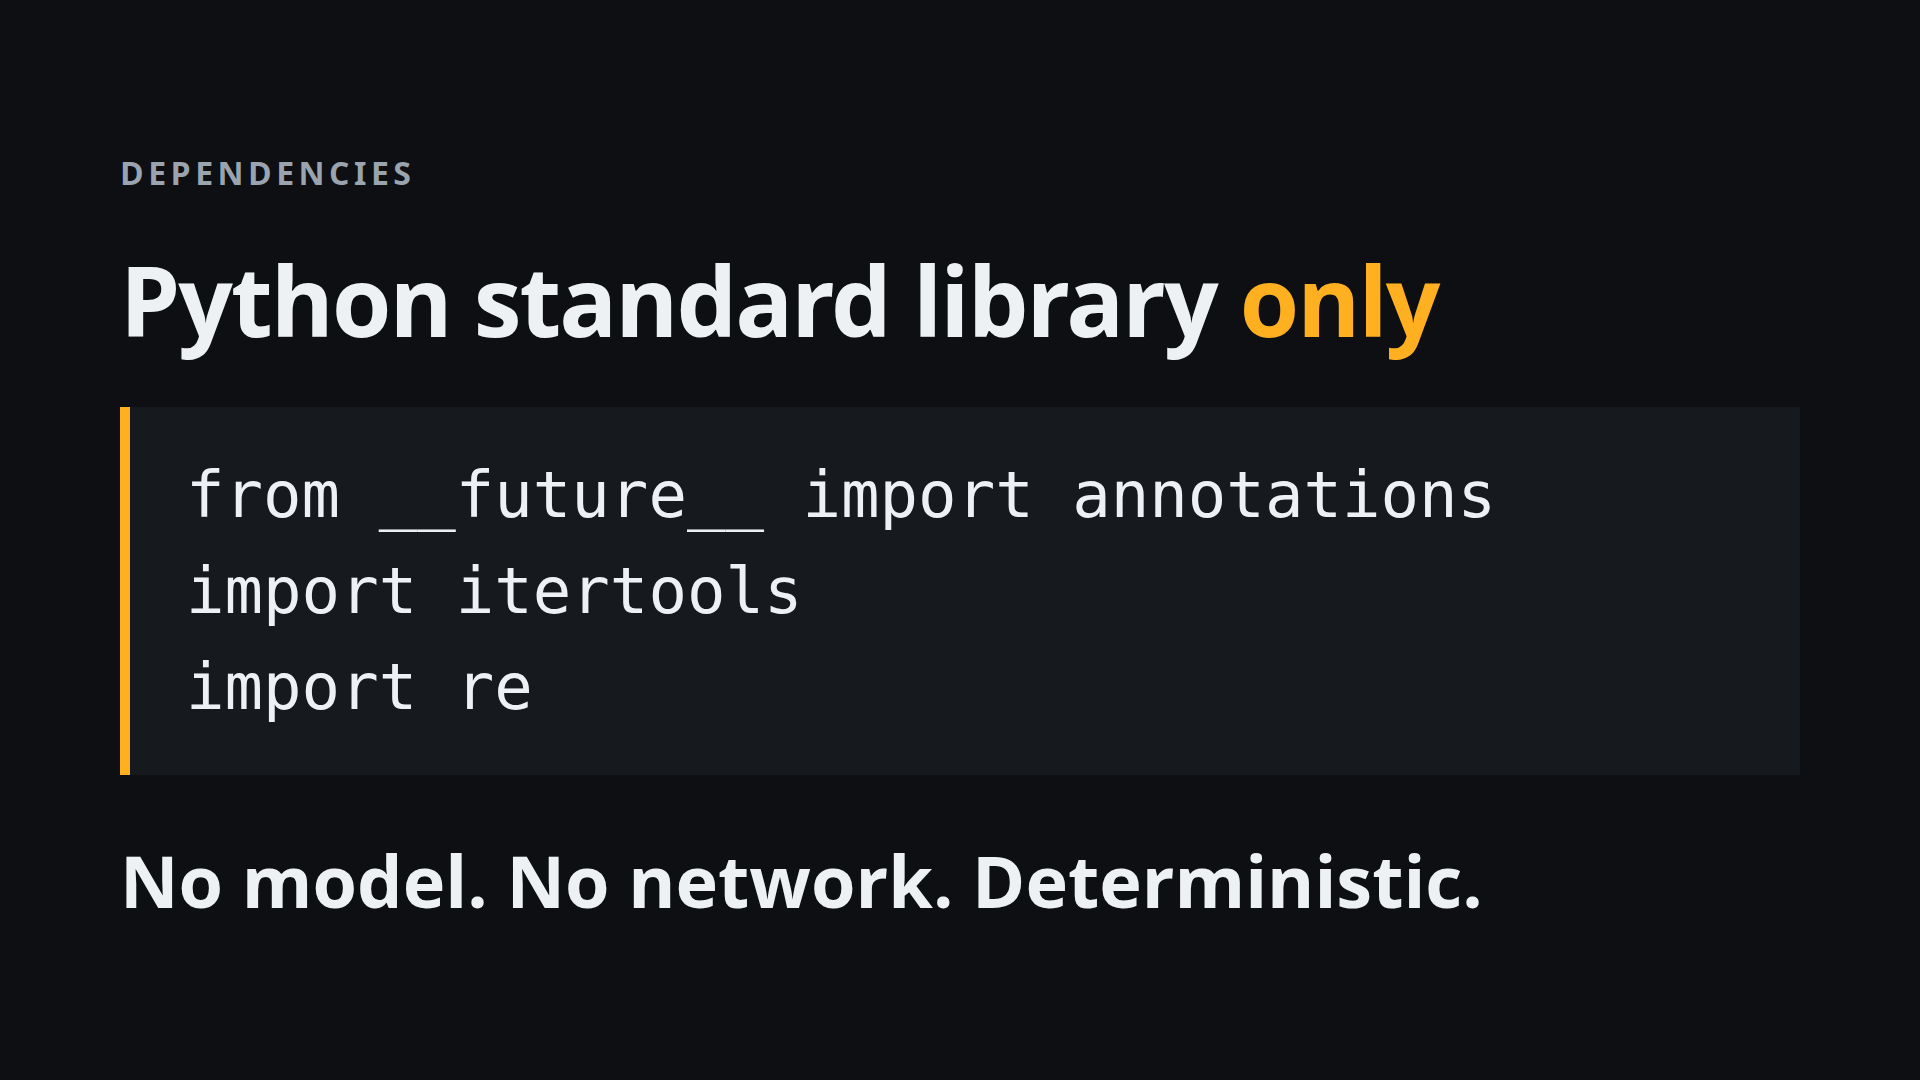 DEPENDENCIES
Python standard library only
from __future__ import annotations
import itertools
import re
No model. No network. Deterministic.